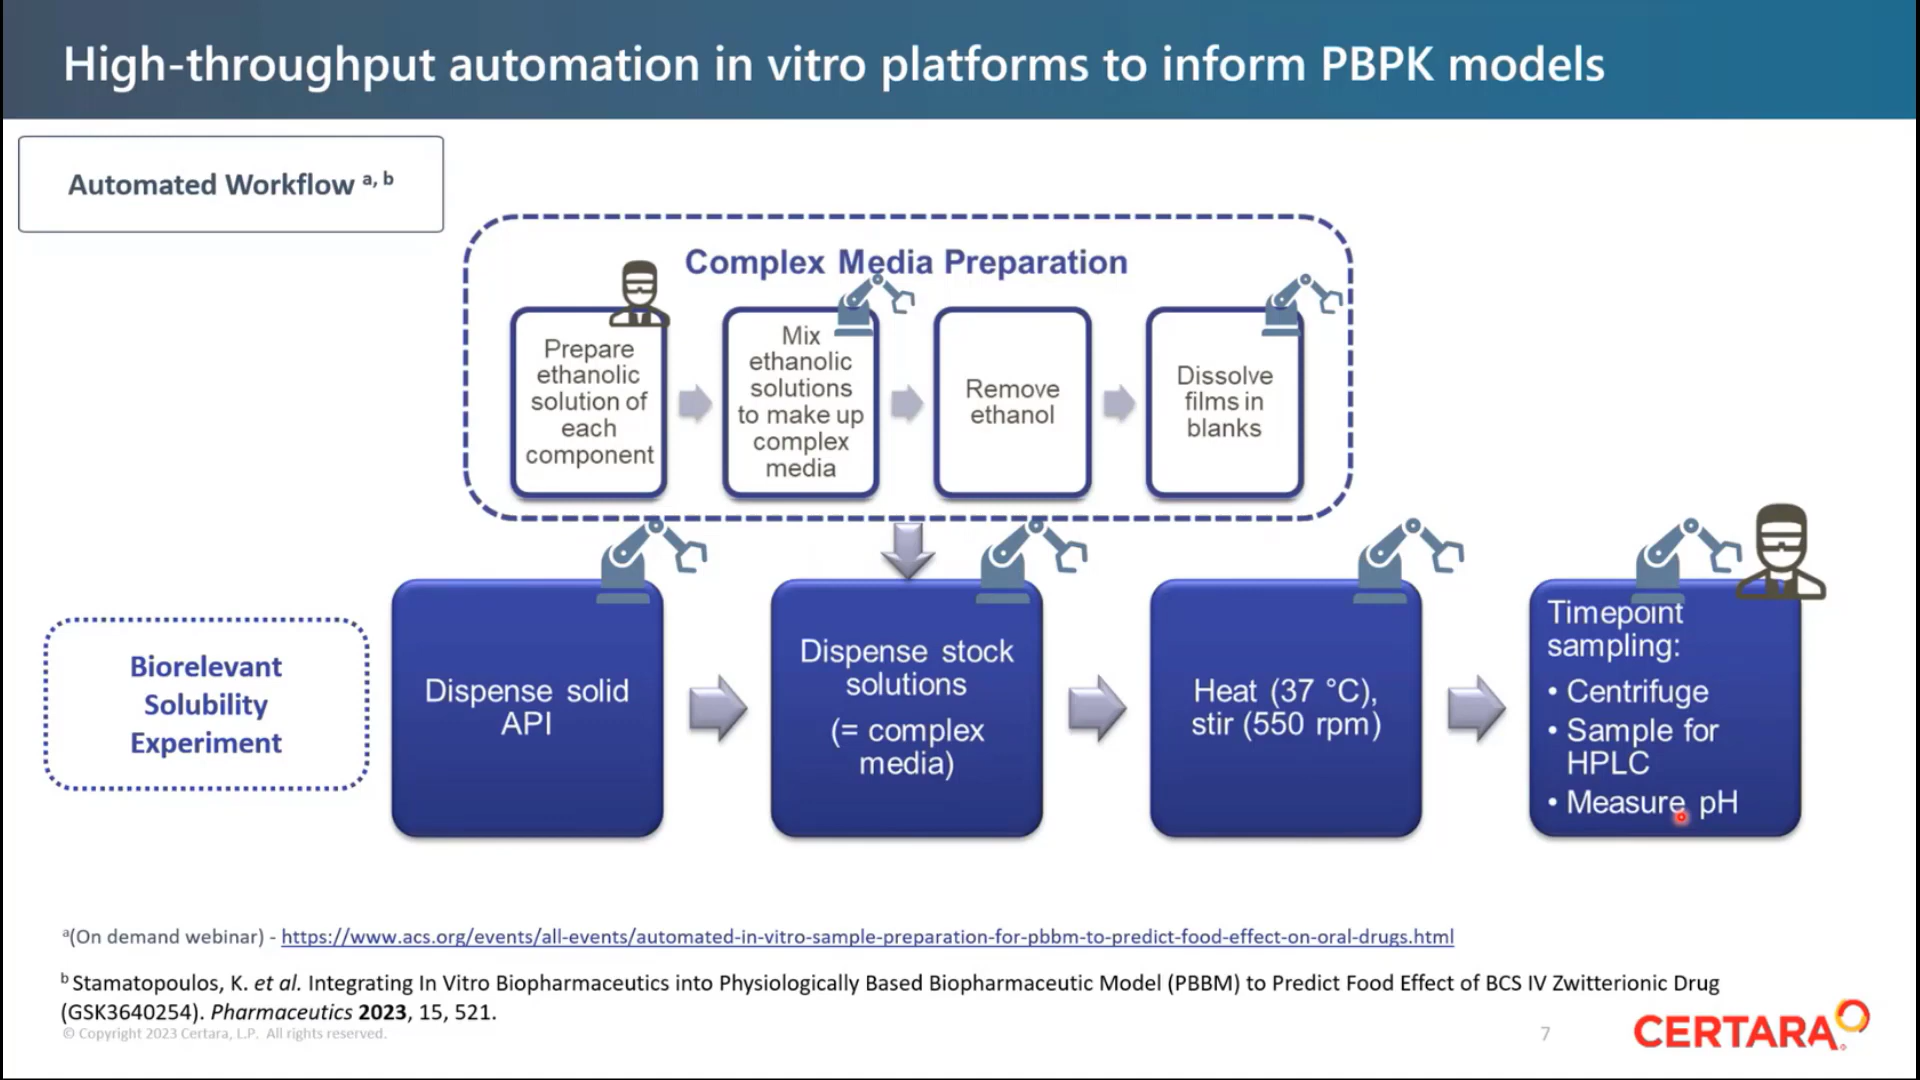 High-throughput automation in vitro platforms to inform PBPK models
Automated Workflow a, b
Complex Media Preparation
Prepare
ethanolic
solution of
each
component
Mix
ethanolic
solutions
to make up
complex
media
Remove
ethanol
Dissolve
films in
blanks
Biorelevant
Solubility
Experiment
Dispense solid
API
Dispense stock
solutions
(= complex
media)
Heat (37 °C),
stir (550 rpm)
Timepoint
sampling:
• Centrifuge
• Sample for
HPLC
• Measure pH
a(On demand webinar) - https://www.acs.org/events/all-events/automated-in-vitro-sample-preparation-for-pbbm-to-predict-food-effect-on-oral-drugs.html
b Stamatopoulos, K. et al. Integrating In Vitro Biopharmaceutics into Physiologically Based Biopharmaceutic Model (PBBM) to Predict Food Effect of BCS IV Zwitterionic Drug
(GSK3640254). Pharmaceutics 2023, 15, 521.
© Copyright 2023 Certara, L.P. All rights reserved.
7
CERTARA